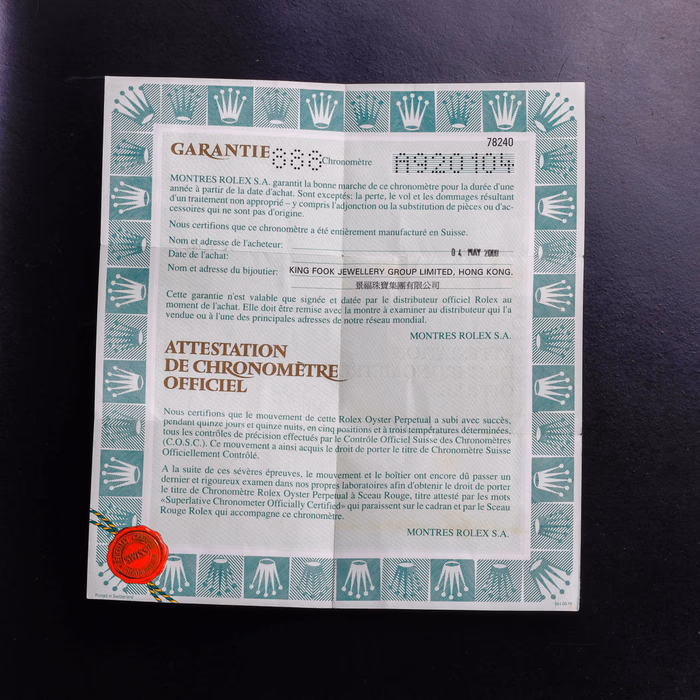 78240
GARANTIE 888 Chronomètre A920104
MONTRES ROLEX S.A. garantit la bonne marche de ce chronomètre pour la durée d'une
année à partir de la date d'achat. Sont exceptés: la perte, le vol et les dommages résultant
d'un traitement non approprié – y compris l'adjonction ou la substitution de pièces ou d'ac-
cessoires qui ne sont pas d'origine.
Nous certifions que ce chronomètre a été entièrement manufacturé en Suisse.
Nom et adresse de l'acheteur:
Date de l'achat: 04 MAY 2000
Nom et adresse du bijoutier: KING FOOK JEWELLERY GROUP LIMITED, HONG KONG.
景福珠寶集團有限公司
Cette garantie n'est valable que signée et datée par le distributeur officiel Rolex au
moment de l'achat. Elle doit être remise avec la montre à examiner au distributeur qui l'a
vendue ou à l'une des principales adresses de notre réseau mondial.
MONTRES ROLEX S.A.
ATTESTATION
DE CHRONOMÈTRE
OFFICIEL
Nous certifions que le mouvement de cette Rolex Oyster Perpetual a subi avec succès,
pendant quinze jours et quinze nuits, en cinq positions et à trois températures déterminées,
tous les contrôles de précision effectués par le Contrôle Officiel Suisse des Chronomètres
(C.O.S.C.). Ce mouvement a ainsi acquis le droit de porter le titre de Chronomètre Suisse
Officiellement Contrôlé.
A la suite de ces sévères épreuves, le mouvement et le boîtier ont encore dû passer un
dernier et rigoureux examen dans nos propres laboratoires afin d'obtenir le droit de porter
le titre de Chronomètre Rolex Oyster Perpetual à Sceau Rouge, titre attesté par les mots
«Superlative Chronometer Officially Certified» qui paraissent sur le cadran et par le Sceau
Rouge Rolex qui accompagne ce chronomètre.
MONTRES ROLEX S.A.
SWISS
Printed in Switzerland